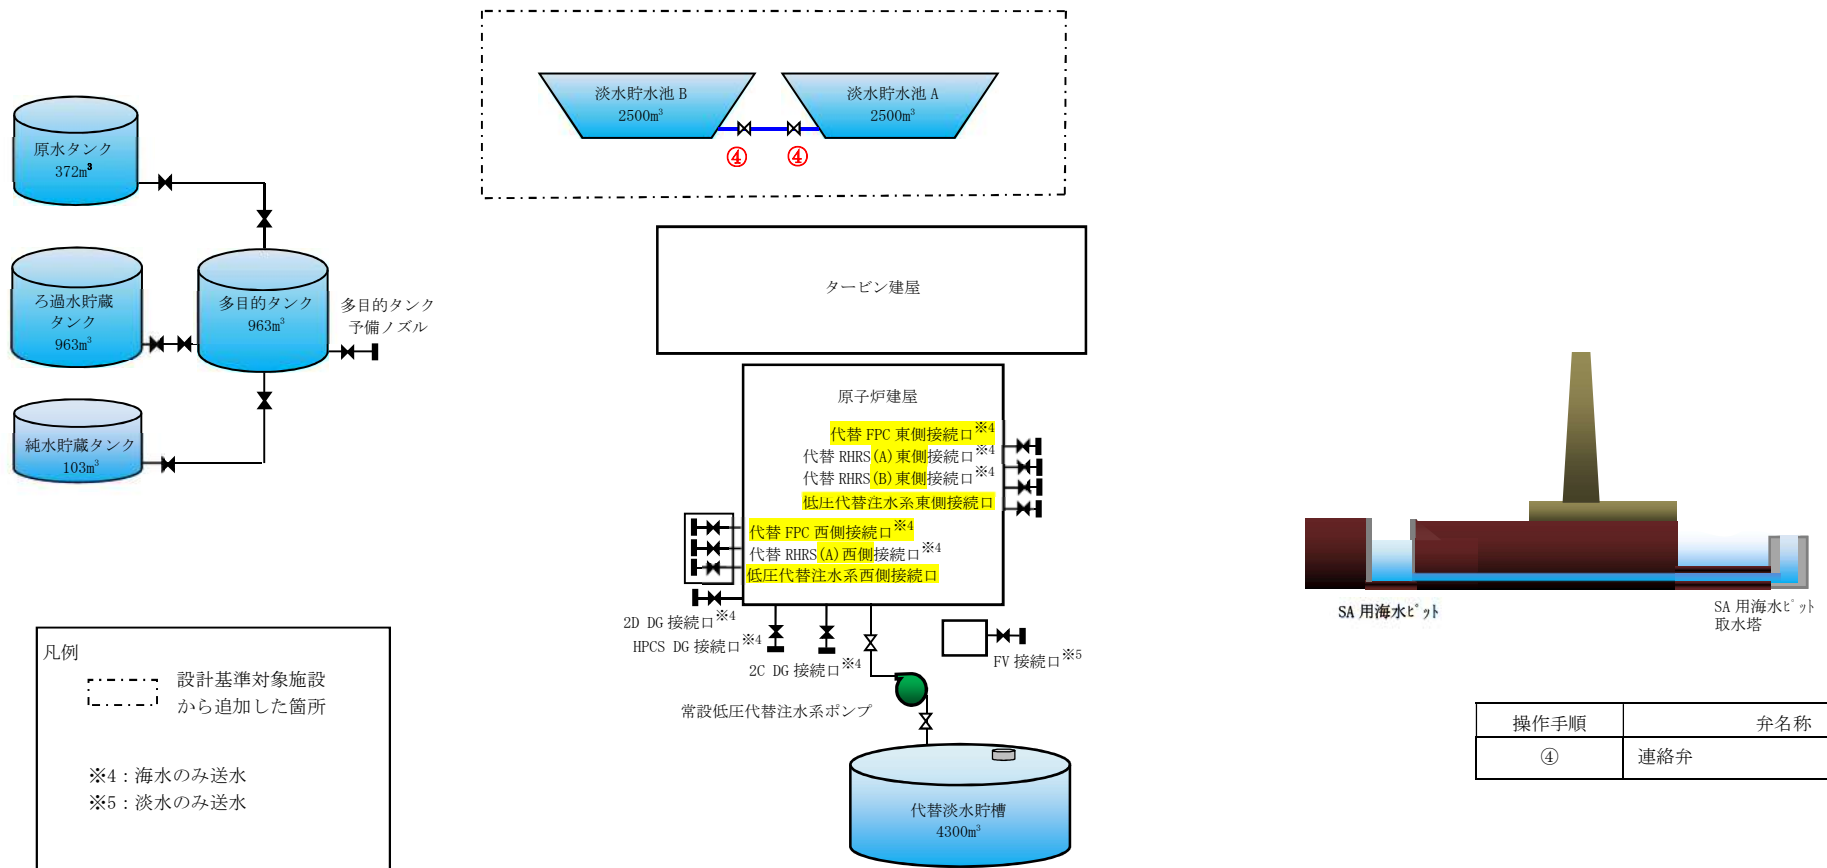 淡水貯水池 B
2500m³
淡水貯水池 A
2500m³
④
④
原水タンク
372m³
ろ過水貯蔵
タンク
963m³
多目的タンク
963m³
多目的タンク
予備ノズル
純水貯蔵タンク
103m³
タービン建屋
原子炉建屋
代替 FPC 東側接続口※4
代替 RHRS(A)東側接続口※4
代替 RHRS(B)東側接続口※4
低圧代替注水系東側接続口
代替 FPC 西側接続口※4
代替 RHRS(A)西側接続口※4
低圧代替注水系西側接続口
2D DG 接続口※4
HPCS DG 接続口※4
2C DG 接続口※4
FV 接続口※5
常設低圧代替注水系ポンプ
代替淡水貯槽
4300m³
SA 用海水ﾋﾟｯﾄ
SA 用海水ﾋﾟｯﾄ
取水塔
凡例
設計基準対象施設
から追加した箇所
※4：海水のみ送水
※5：淡水のみ送水
操作手順 弁名称
④ 連絡弁